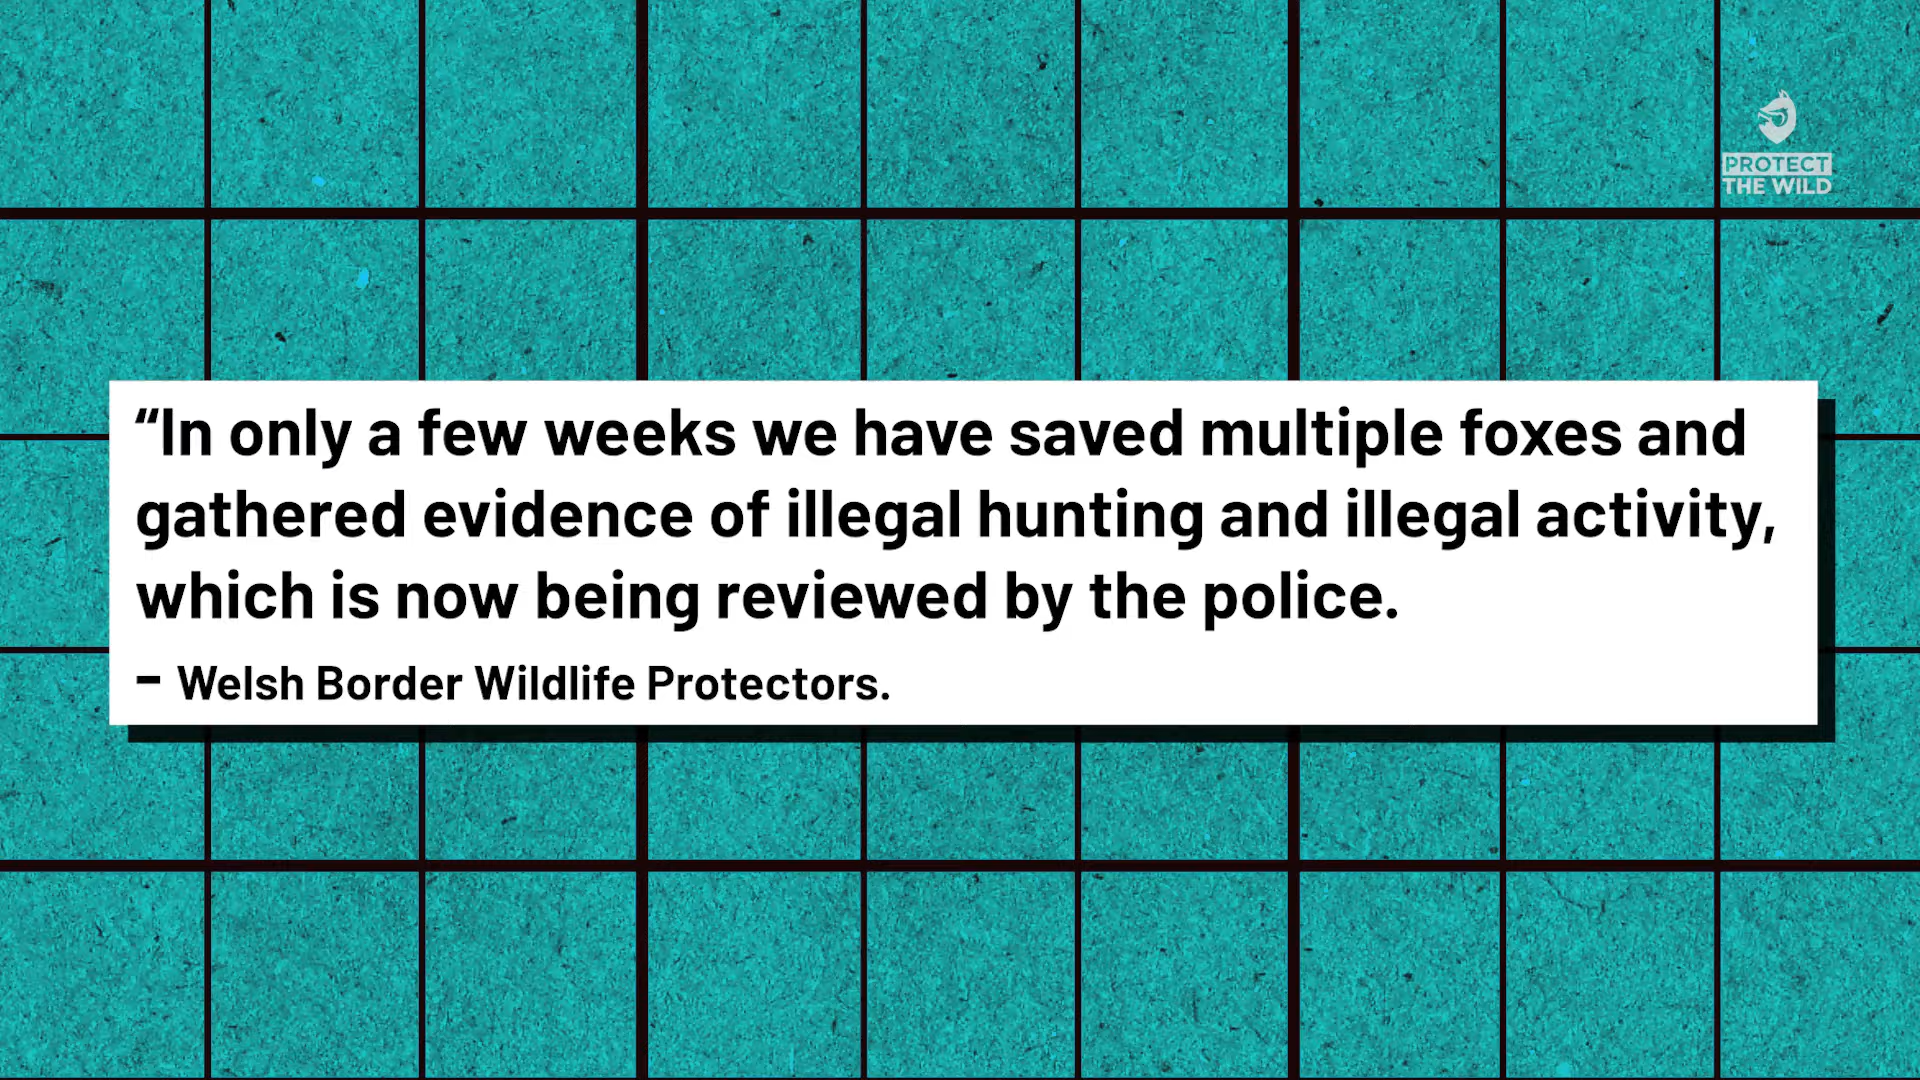 PROTECT
THE WILD
“In only a few weeks we have saved multiple foxes and
gathered evidence of illegal hunting and illegal activity,
which is now being reviewed by the police.
– Welsh Border Wildlife Protectors.